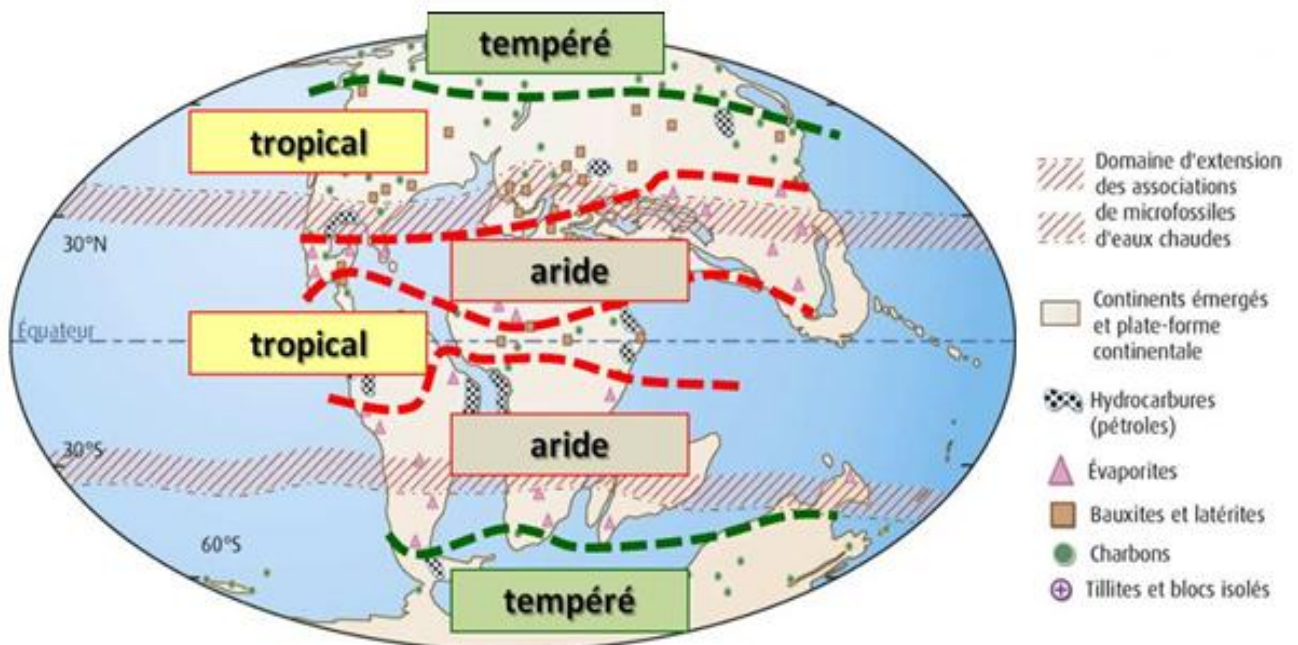 tempéré
tropical
30°N
aride
Équateur
tropical
aride
30°S
60°S
tempéré
Domaine d'extension
des associations
de microfossiles
d'eaux chaudes
Continents émergés
et plate-forme
continentale
Hydrocarbures
(pétroles)
Évaporites
Bauxites et latérites
Charbons
Tillites et blocs isolés